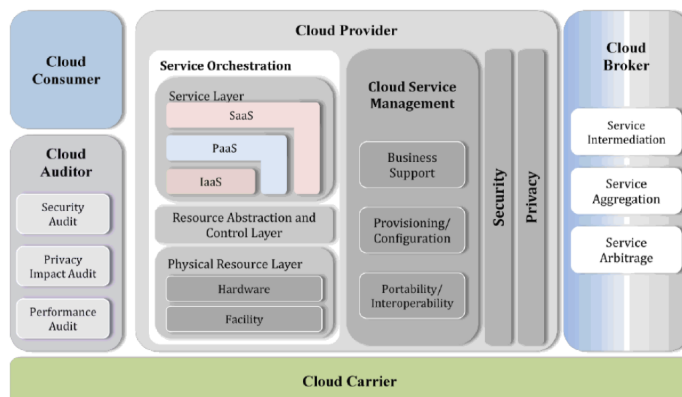 Cloud
Consumer
Cloud
Auditor
Security
Audit
Privacy
Impact Audit
Performance
Audit
Cloud Provider
Service Orchestration
Service Layer
SaaS
PaaS
IaaS
Resource Abstraction and
Control Layer
Physical Resource Layer
Hardware
Facility
Cloud Service
Management
Business
Support
Provisioning/
Configuration
Portability/
Interoperability
Security
Privacy
Cloud
Broker
Service
Intermediation
Service
Aggregation
Service
Arbitrage
Cloud Carrier